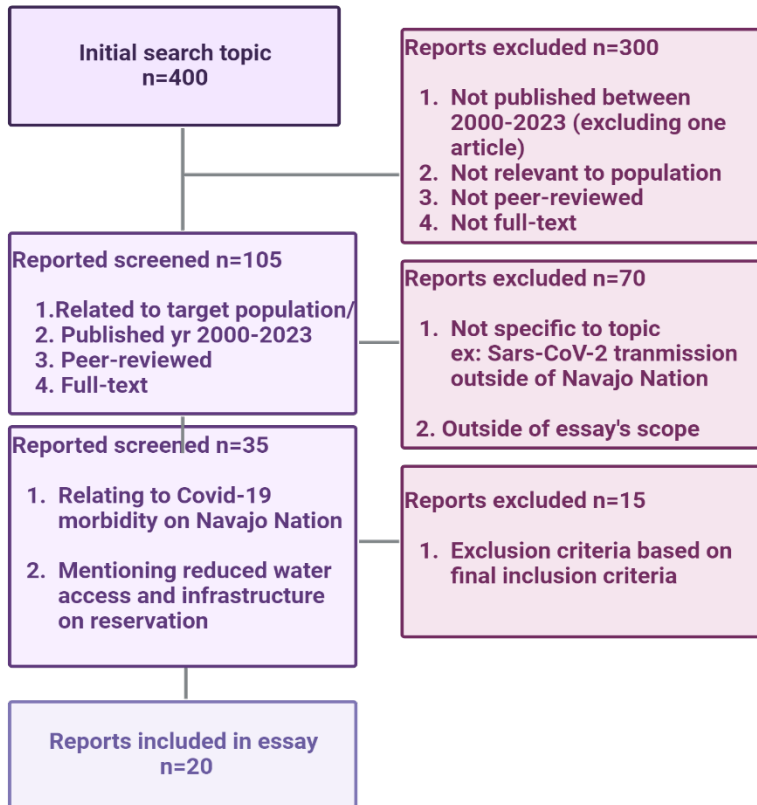 Initial search topic
n=400
Reports excluded n=300
1. Not published between
2000-2023 (excluding one
article)
2. Not relevant to population
3. Not peer-reviewed
4. Not full-text
Reported screened n=105
1.Related to target population/
2. Published yr 2000-2023
3. Peer-reviewed
4. Full-text
Reports excluded n=70
1. Not specific to topic
ex: Sars-CoV-2 tranmission
outside of Navajo Nation
2. Outside of essay's scope
Reported screened n=35
1. Relating to Covid-19
morbidity on Navajo Nation
2. Mentioning reduced water
access and infrastructure
on reservation
Reports excluded n=15
1. Exclusion criteria based on
final inclusion criteria
Reports included in essay
n=20